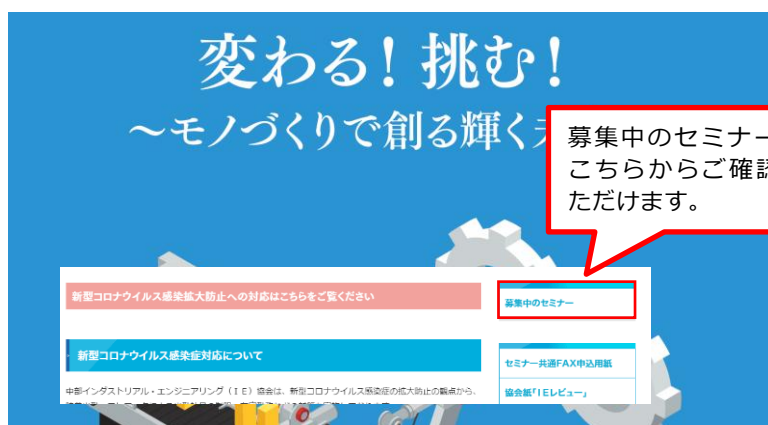 変わる！挑む！
～モノづくりで創る輝く
募集中のセミナー
こちらからご確認
ただけます。
新型コロナウイルス感染拡大防止への対応はこちらをご覧ください
募集中のセミナー
新型コロナウイルス感染症対応について
セミナー共通FAX申込用紙
中部インダストリアル・エンジニアリング（ＩＥ）協会は、新型コロナウイルス感染症の拡大防止の観点から、
協会紙「ＩＥレビュー」